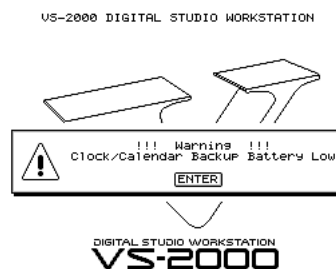 VS-2000 DIGITAL STUDIO WORKSTATION
!!! Warning !!!
Clock/Calendar Backup Battery Low
ENTER
DIGITAL STUDIO WORKSTATION
VS-2000